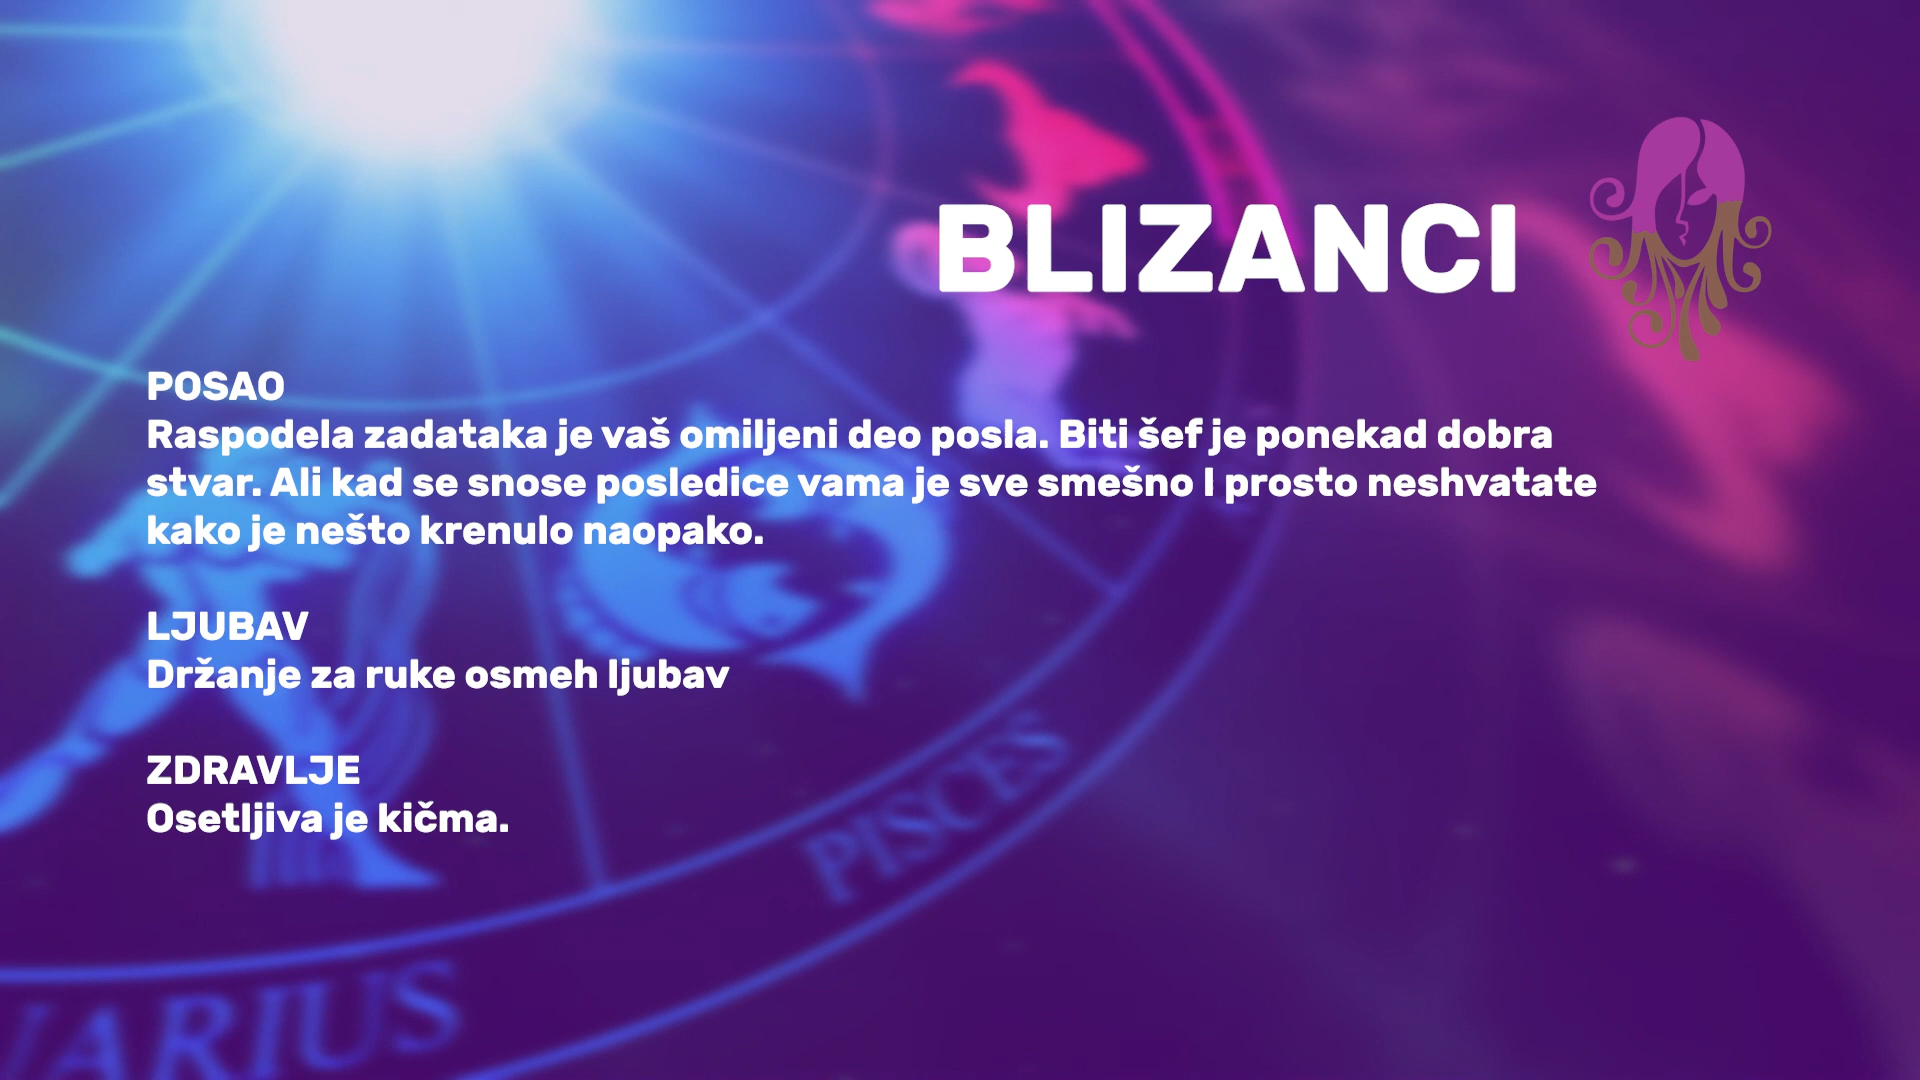 BLIZANCI
POSAO
Raspodela zadataka je vaš omiljeni deo posla. Biti šef je ponekad dobra
stvar. Ali kad se snose posledice vama je sve smešno I prosto neshvatate
kako je nešto krenulo naopako.
LJUBAV
Držanje za ruke osmeh ljubav
ZDRAVLJE
Osetljiva je kičma.
PISCES
ARIUS